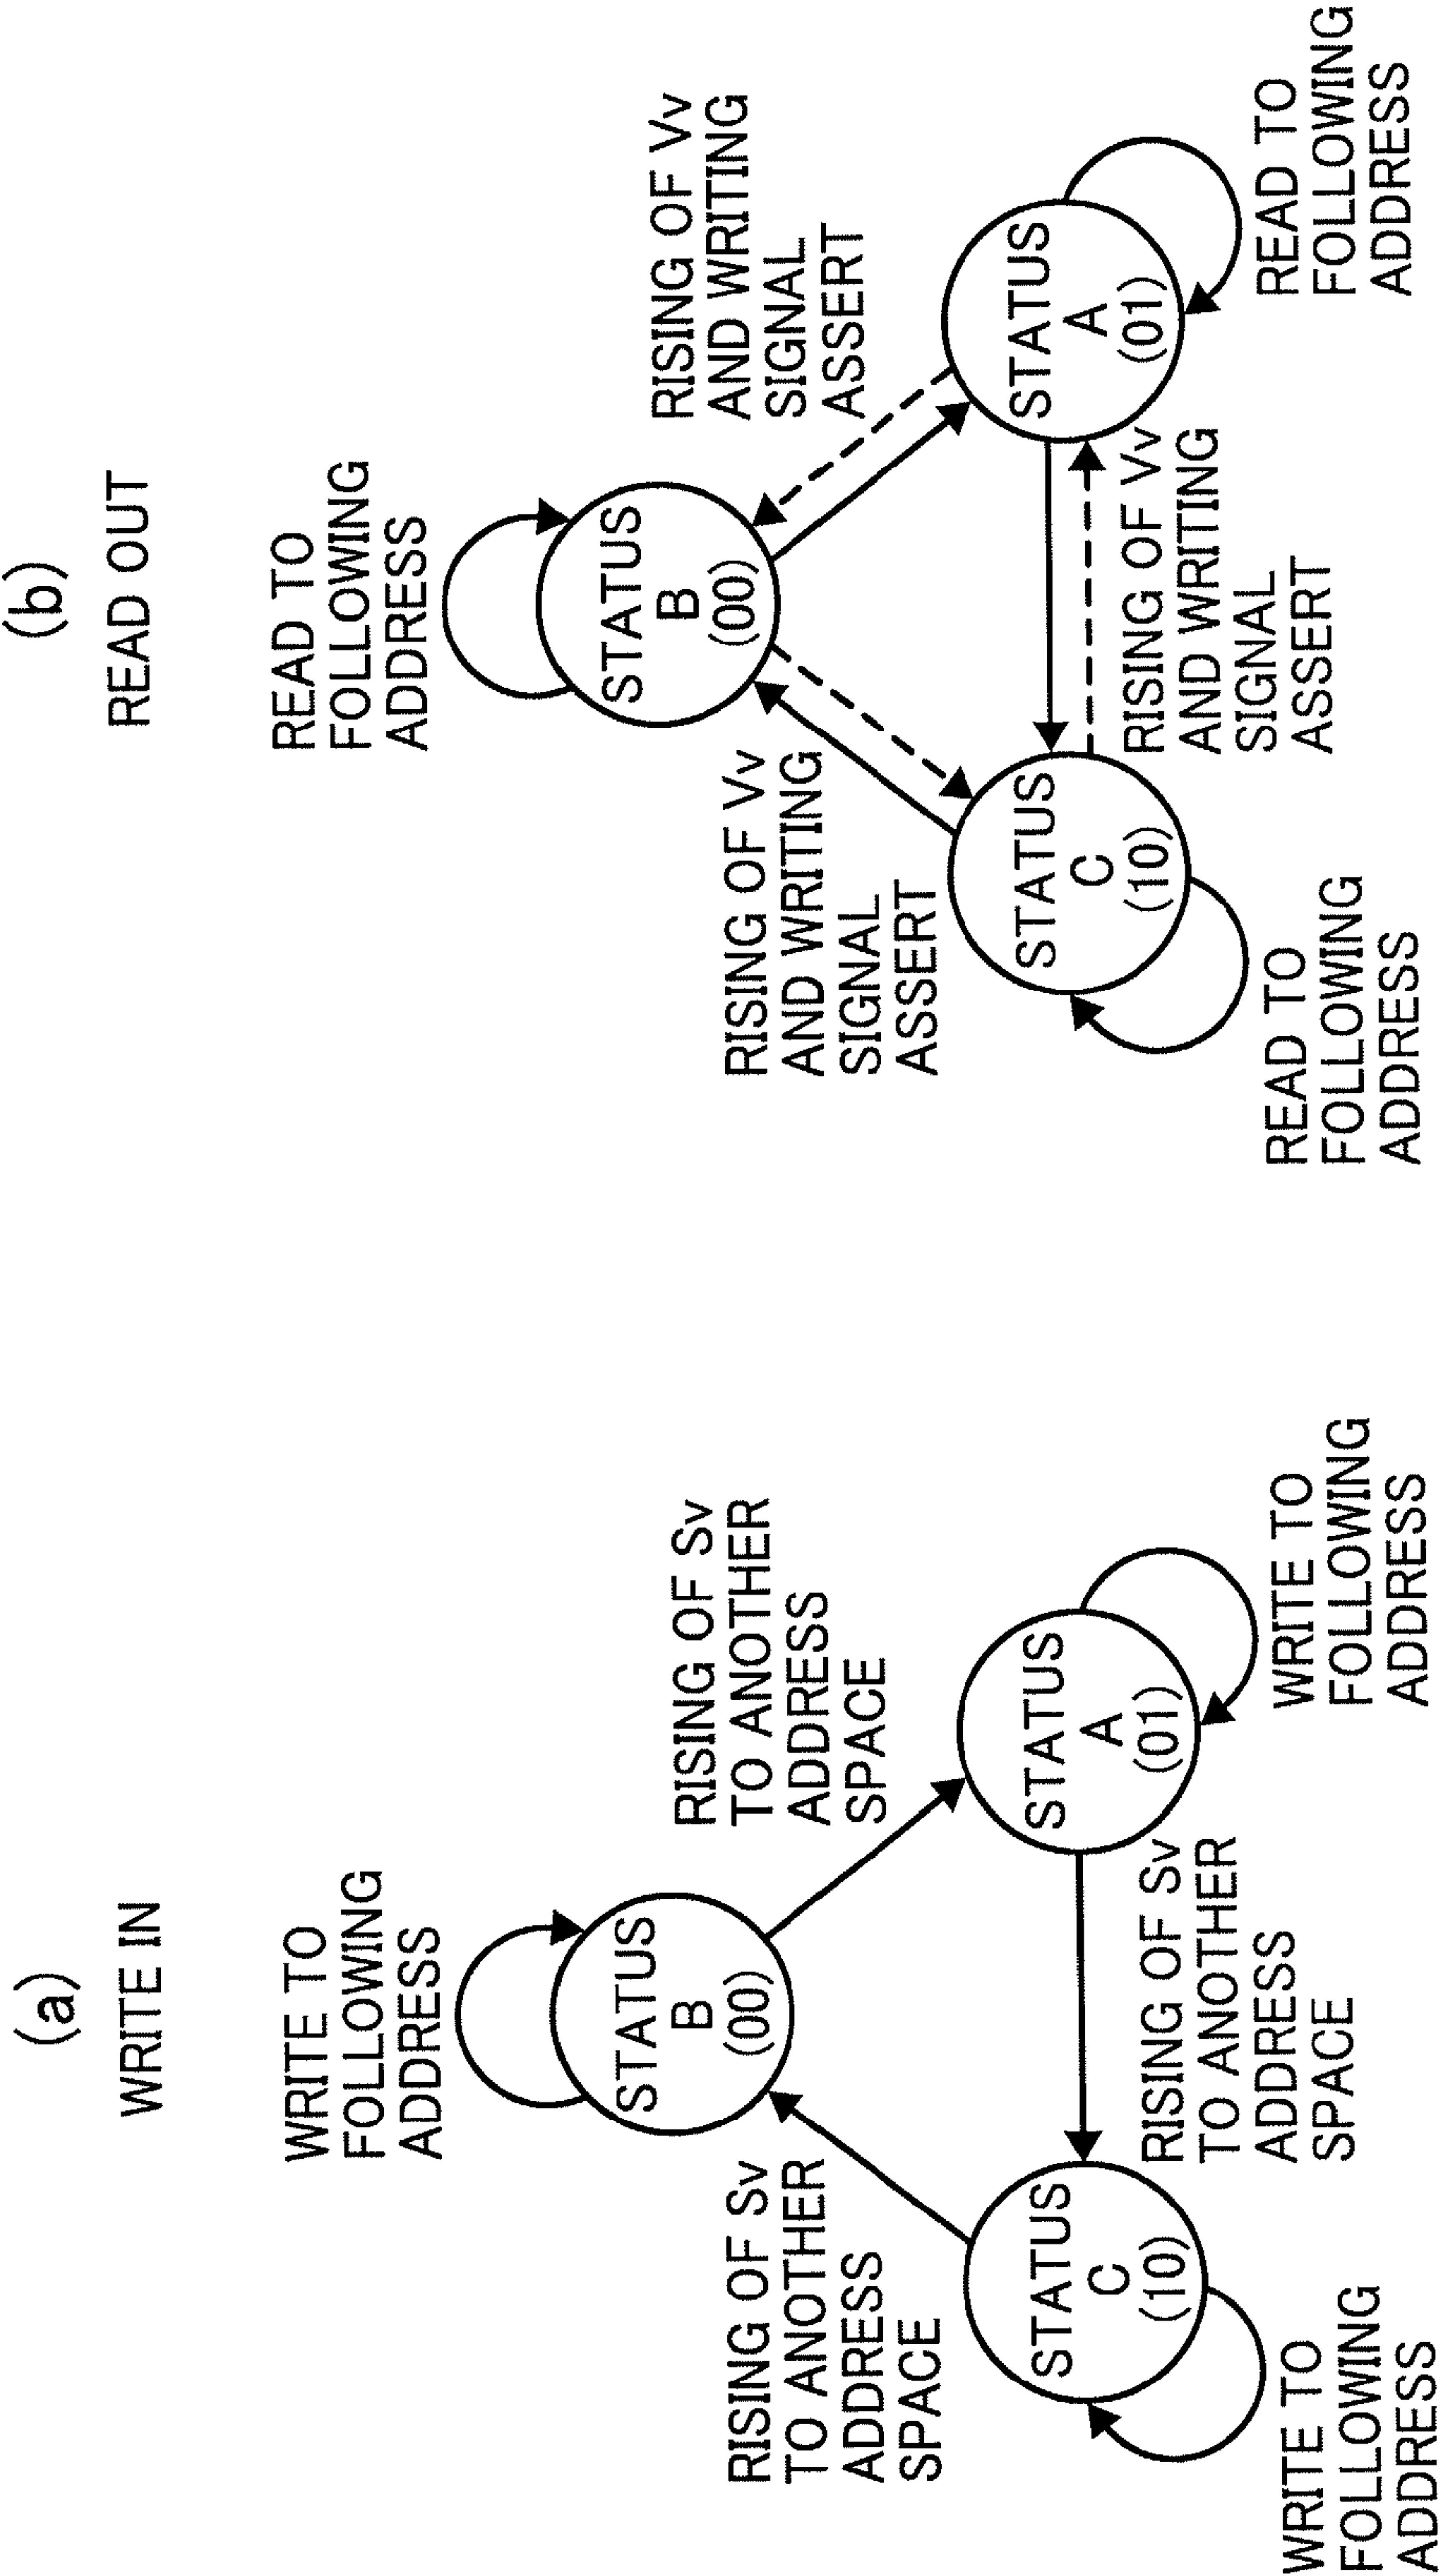 (a)
WRITE IN
WRITE TO
FOLLOWING
ADDRESS
STATUS
B
(00)
RISING OF Sv
TO ANOTHER
ADDRESS
SPACE
RISING OF Sv
TO ANOTHER
ADDRESS
SPACE
STATUS
C
(10)
STATUS
A
(01)
RISING OF Sv
TO ANOTHER
ADDRESS
SPACE
WRITE TO
FOLLOWING
ADDRESS
WRITE TO
FOLLOWING
ADDRESS
(b)
READ OUT
READ TO
FOLLOWING
ADDRESS
STATUS
B
(00)
RISING OF Vv
AND WRITING
SIGNAL
ASSERT
RISING OF Vv
AND WRITING
SIGNAL
ASSERT
STATUS
C
(10)
STATUS
A
(01)
RISING OF Vv
AND WRITING
SIGNAL
ASSERT
READ TO
FOLLOWING
ADDRESS
READ TO
FOLLOWING
ADDRESS